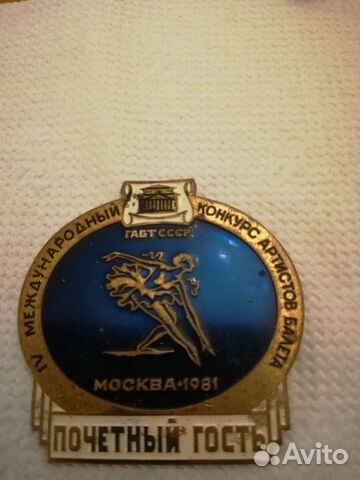 IV МЕЖДУНАРОДНЫЙ КОНКУРС АРТИСТОВ БАЛЕТА
ГАБТ СССР
МОСКВА•1981
ПОЧЕТНЫЙ ГОСТЬ
Avito